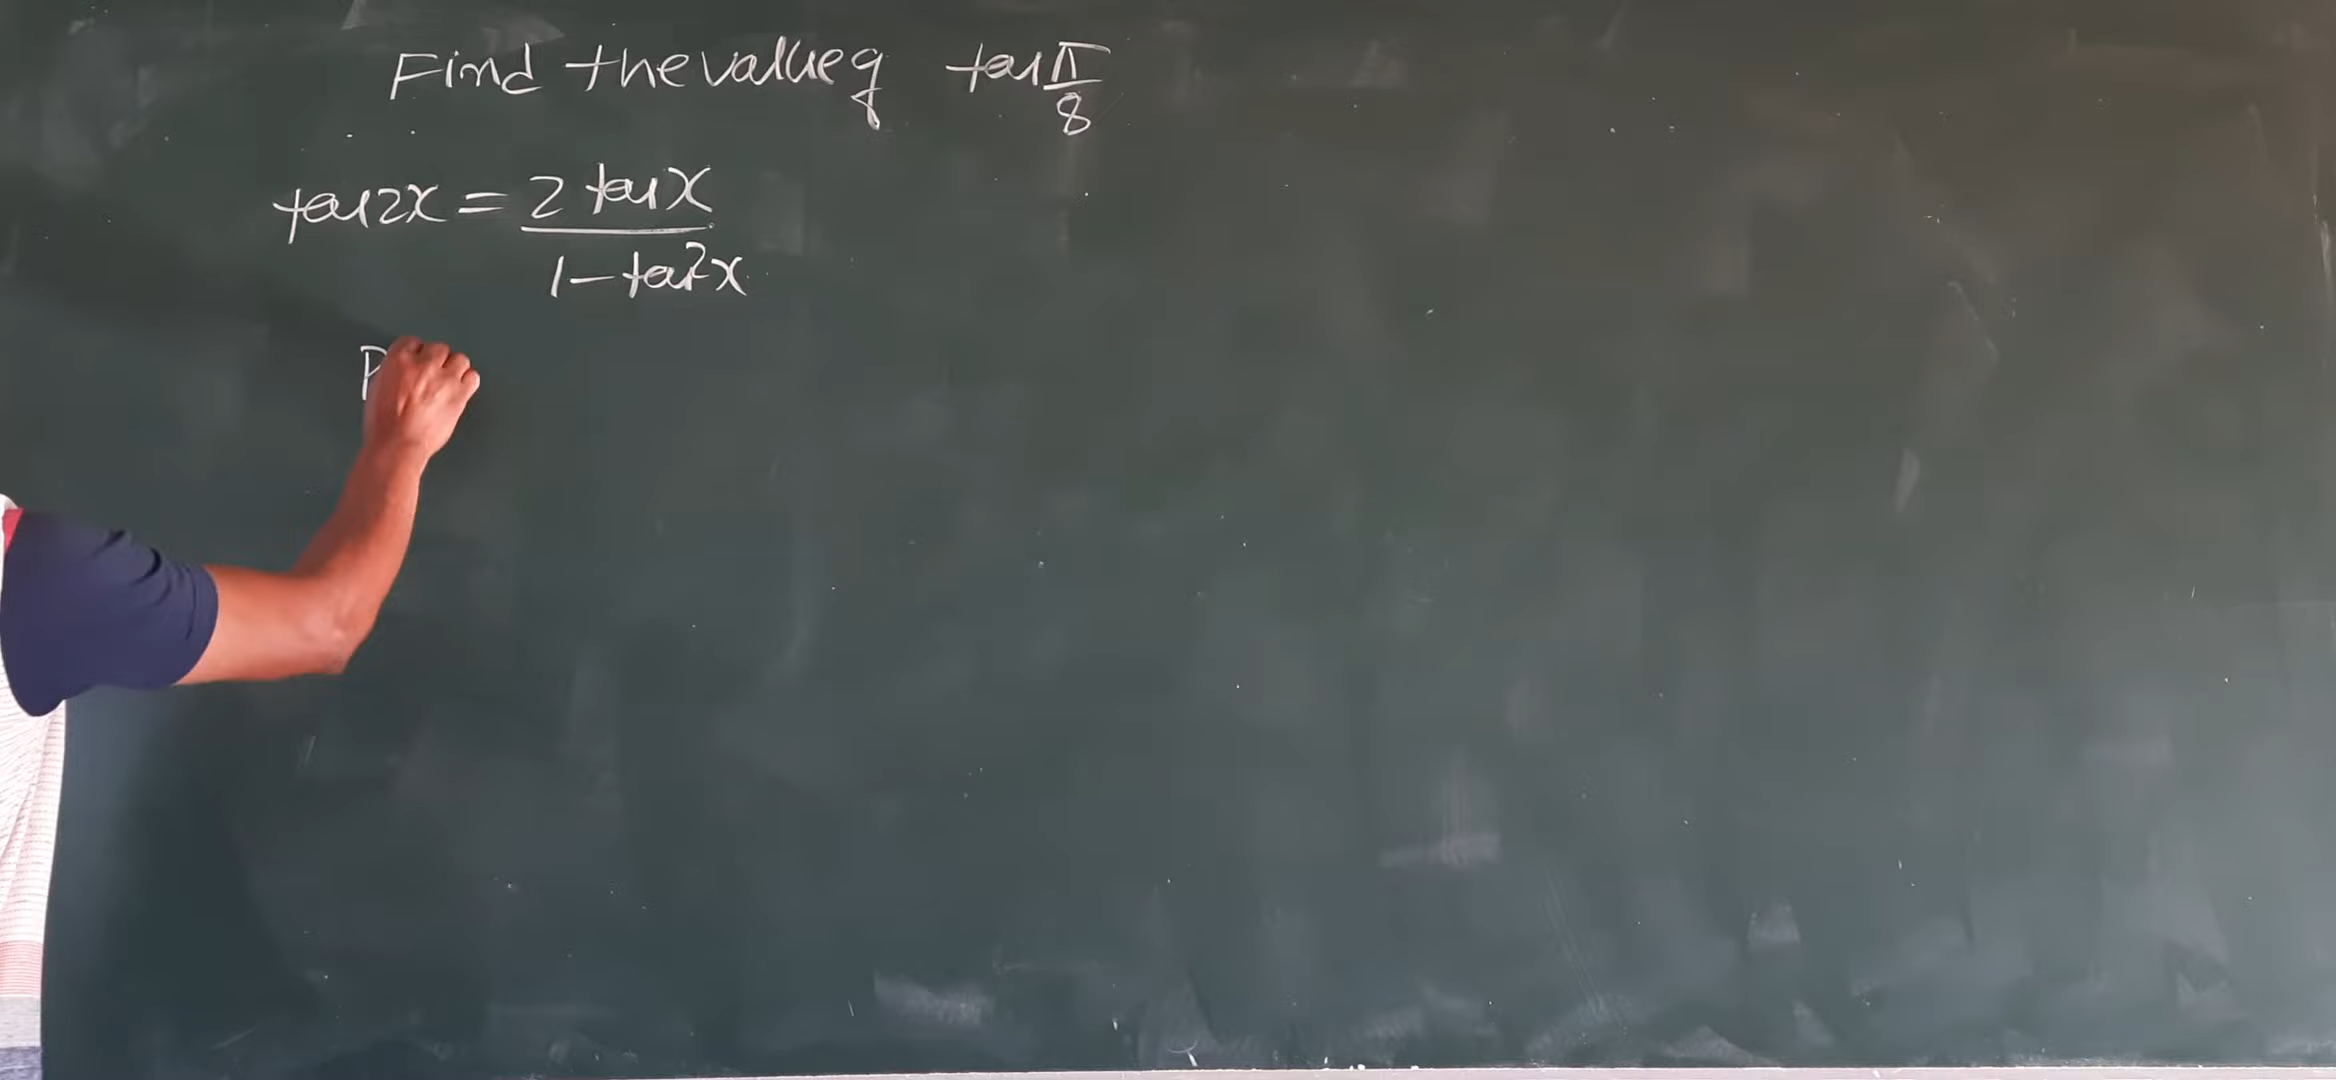 Find the value of tan π/8
tan2x = 2 tanx / 1 - tan²x
P